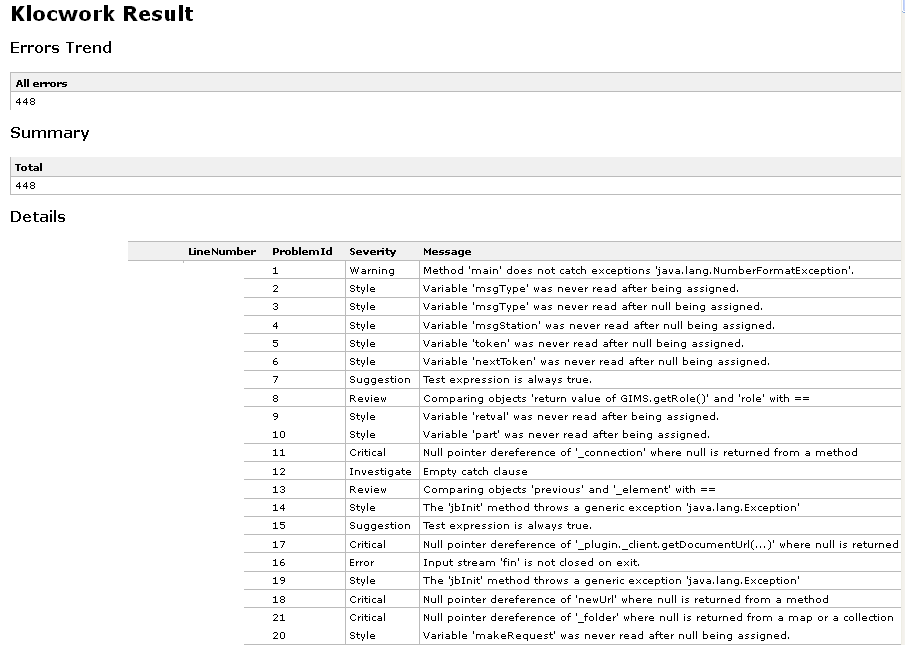 Klocwork Result
Errors Trend
All errors
448
Summary
Total
448
Details
LineNumber ProblemId Severity Message
1 Warning Method 'main' does not catch exceptions 'java.lang.NumberFormatException'.
2 Style Variable 'msgType' was never read after being assigned.
3 Style Variable 'msgType' was never read after null being assigned.
4 Style Variable 'msgStation' was never read after null being assigned.
5 Style Variable 'token' was never read after null being assigned.
6 Style Variable 'nextToken' was never read after null being assigned.
7 Suggestion Test expression is always true.
8 Review Comparing objects 'return value of GIMS.getRole()' and 'role' with ==
9 Style Variable 'retval' was never read after being assigned.
10 Style Variable 'part' was never read after being assigned.
11 Critical Null pointer dereference of '_connection' where null is returned from a method
12 Investigate Empty catch clause
13 Review Comparing objects 'previous' and '_element' with ==
14 Style The 'jbInit' method throws a generic exception 'java.lang.Exception'
15 Suggestion Test expression is always true.
17 Critical Null pointer dereference of '_plugin._client.getDocumentUrl(...)' where null is returned
16 Error Input stream 'fin' is not closed on exit.
19 Style The 'jbInit' method throws a generic exception 'java.lang.Exception'
18 Critical Null pointer dereference of 'newUrl' where null is returned from a method
21 Critical Null pointer dereference of '_folder' where null is returned from a map or a collection
20 Style Variable 'makeRequest' was never read after null being assigned.